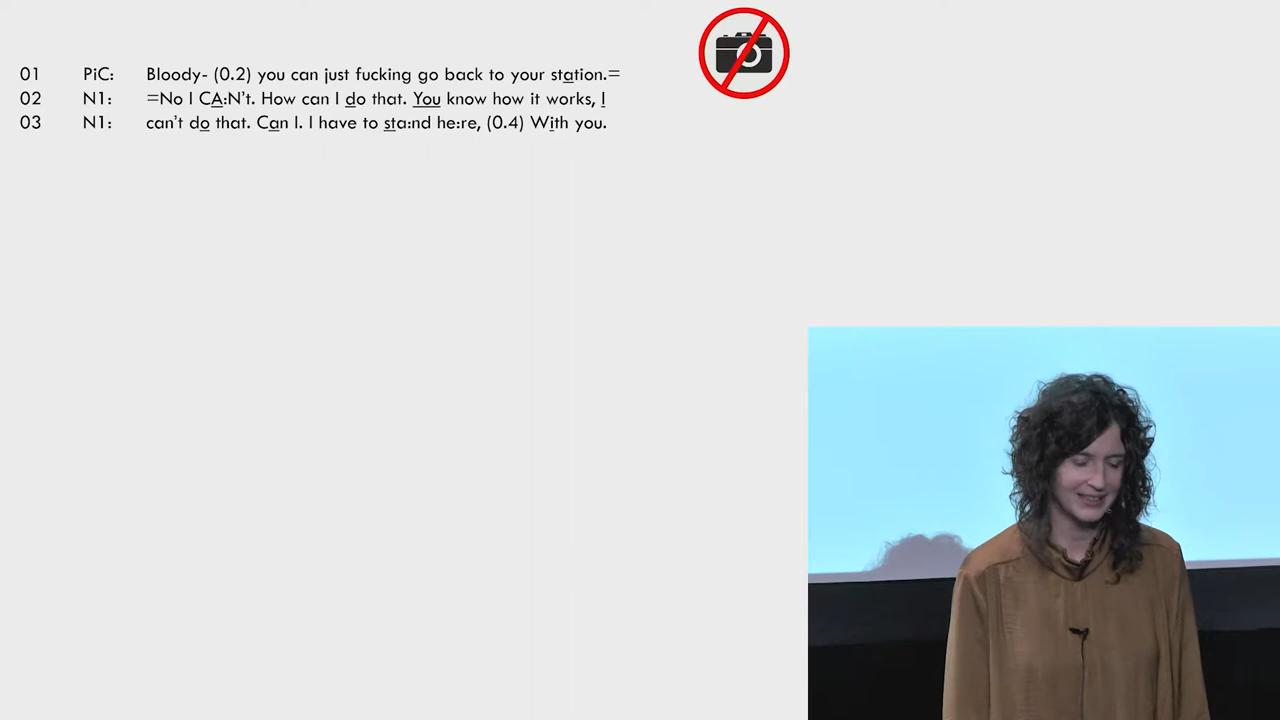 01 PiC: Bloody- (0.2) you can just fucking go back to your station.=
02 N1: =No I CA:N't. How can I do that. You know how it works, I
03 N1: can't do that. Can I. I have to sta:nd he:re, (0.4) With you.